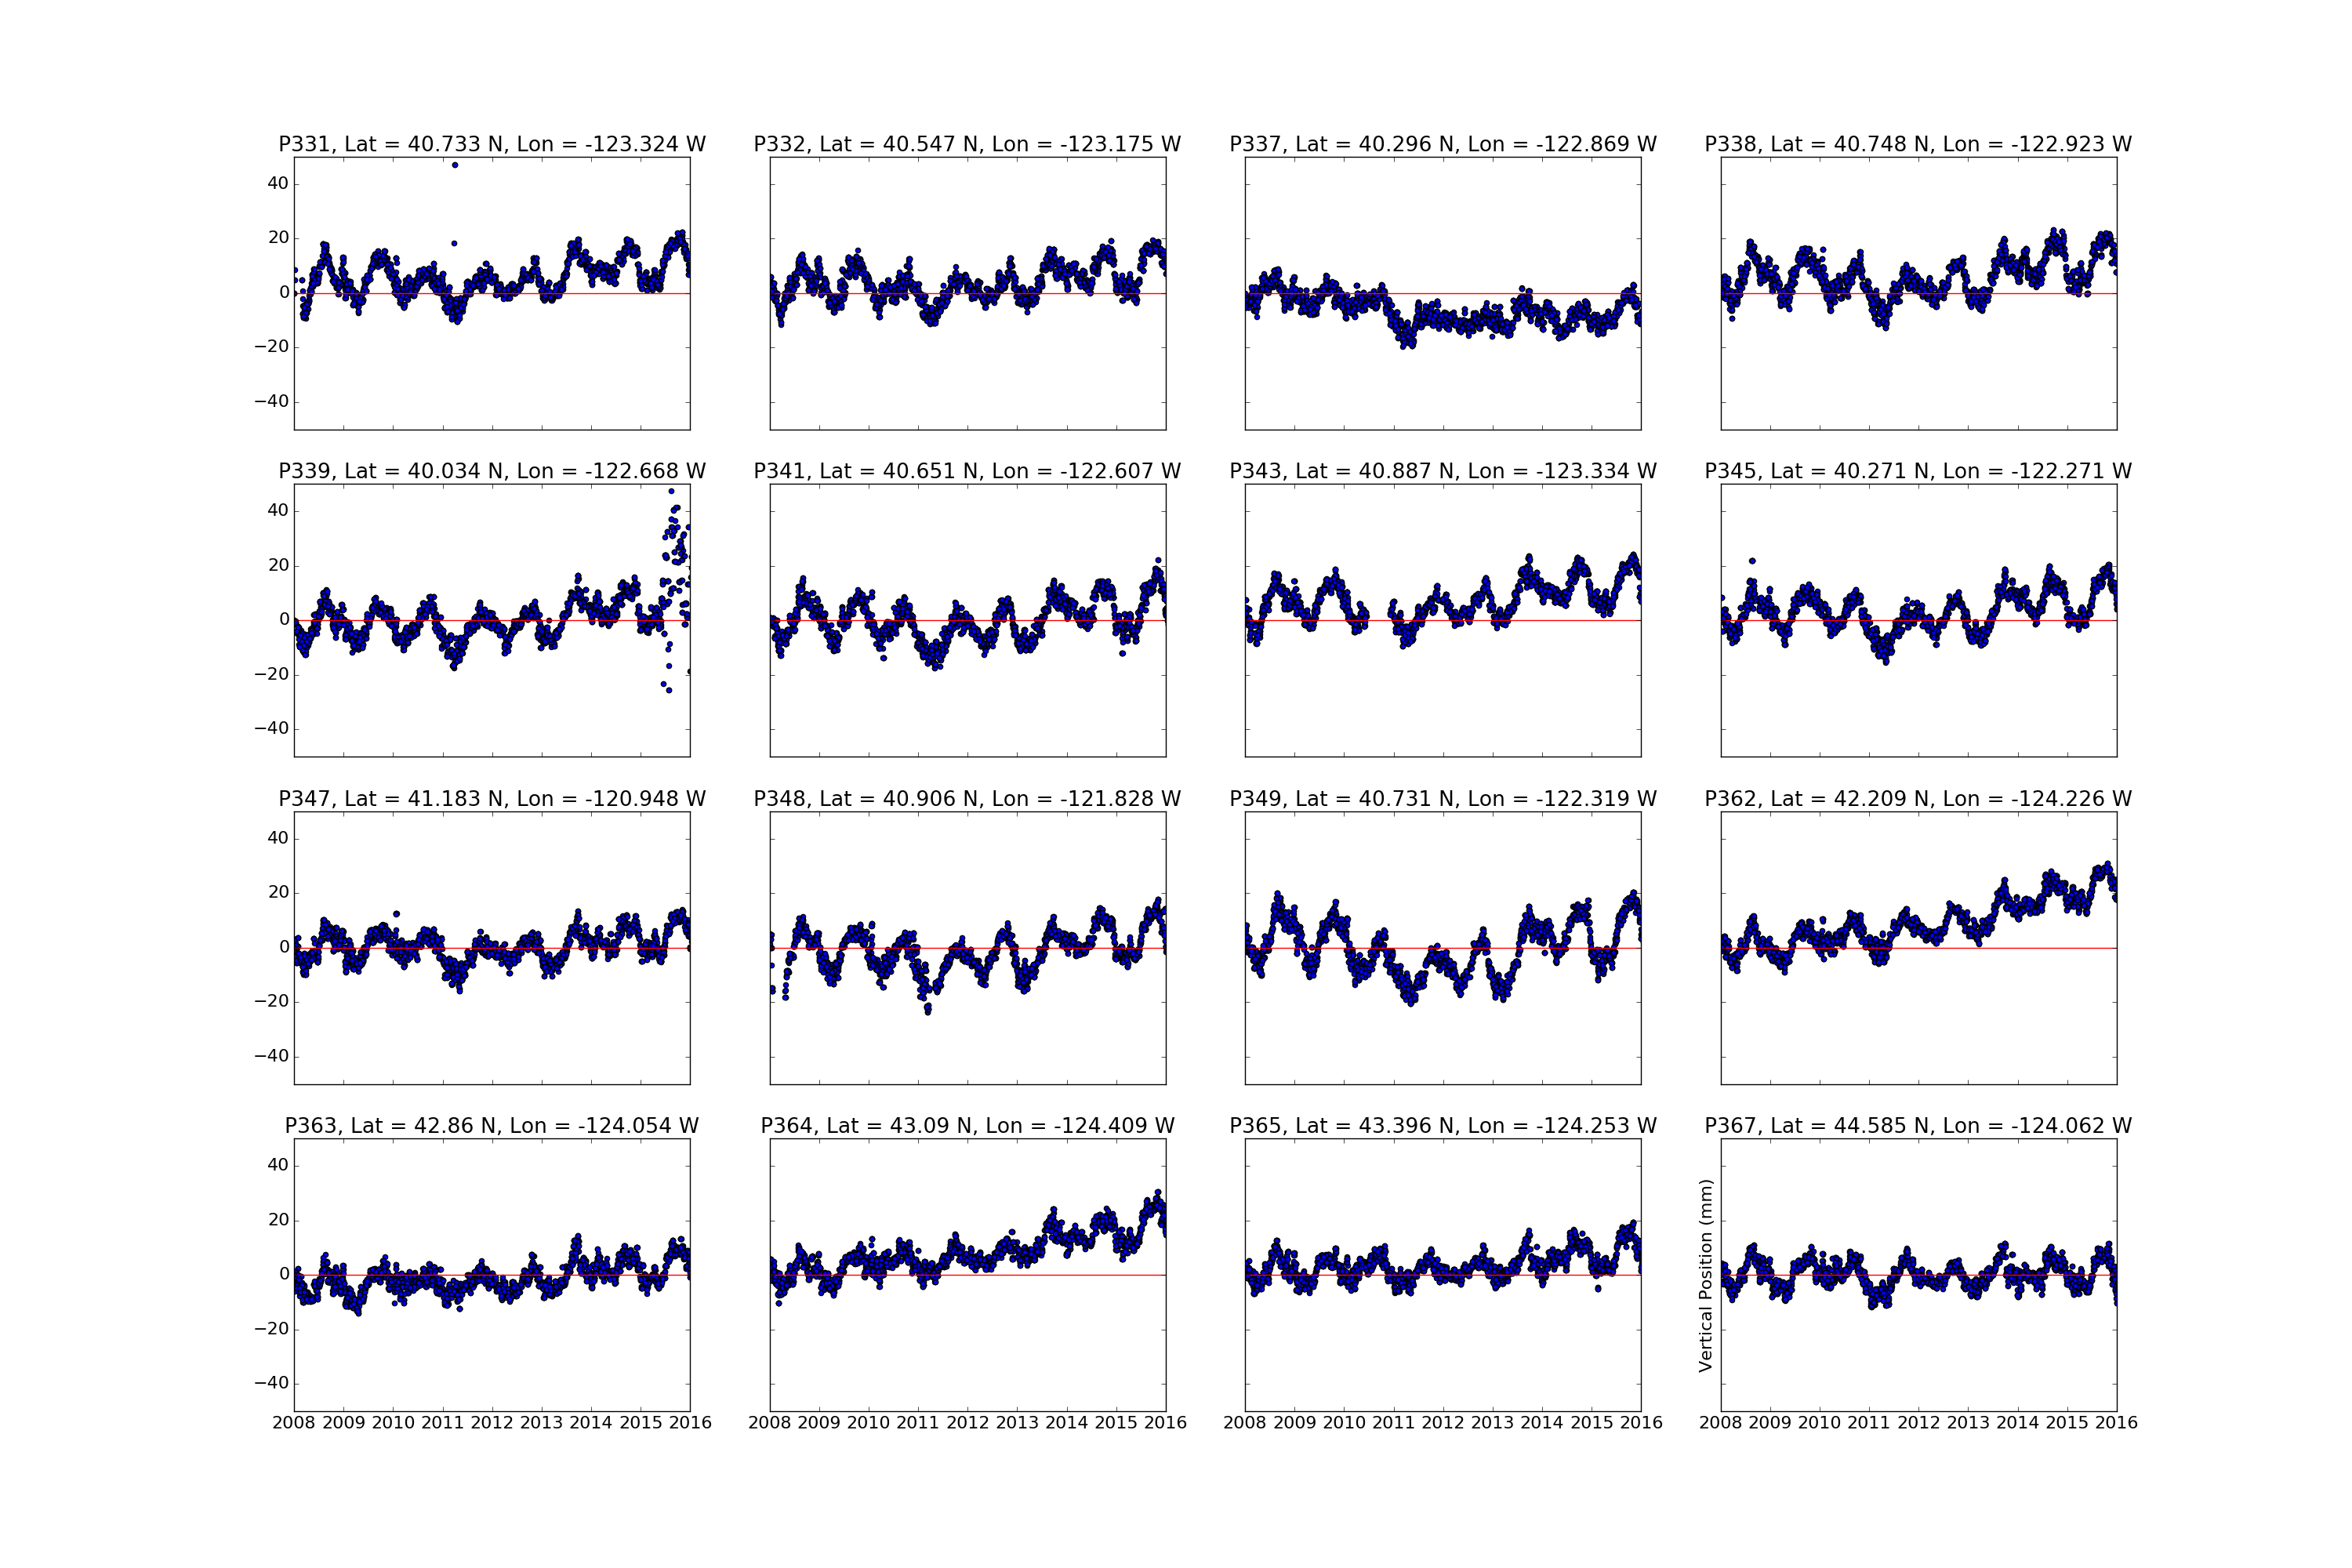 P331, Lat = 40.733 N, Lon = -123.324 W
P332, Lat = 40.547 N, Lon = -123.175 W
P337, Lat = 40.296 N, Lon = -122.869 W
P338, Lat = 40.748 N, Lon = -122.923 W
40
20
0
−20
−40
P339, Lat = 40.034 N, Lon = -122.668 W
P341, Lat = 40.651 N, Lon = -122.607 W
P343, Lat = 40.887 N, Lon = -123.334 W
P345, Lat = 40.271 N, Lon = -122.271 W
40
20
0
−20
−40
P347, Lat = 41.183 N, Lon = -120.948 W
P348, Lat = 40.906 N, Lon = -121.828 W
P349, Lat = 40.731 N, Lon = -122.319 W
P362, Lat = 42.209 N, Lon = -124.226 W
40
20
0
−20
−40
P363, Lat = 42.86 N, Lon = -124.054 W
P364, Lat = 43.09 N, Lon = -124.409 W
P365, Lat = 43.396 N, Lon = -124.253 W
P367, Lat = 44.585 N, Lon = -124.062 W
40
20
0
−20
−40
Vertical Position (mm)
2008 2009 2010 2011 2012 2013 2014 2015 2016
2008 2009 2010 2011 2012 2013 2014 2015 2016
2008 2009 2010 2011 2012 2013 2014 2015 2016
2008 2009 2010 2011 2012 2013 2014 2015 2016